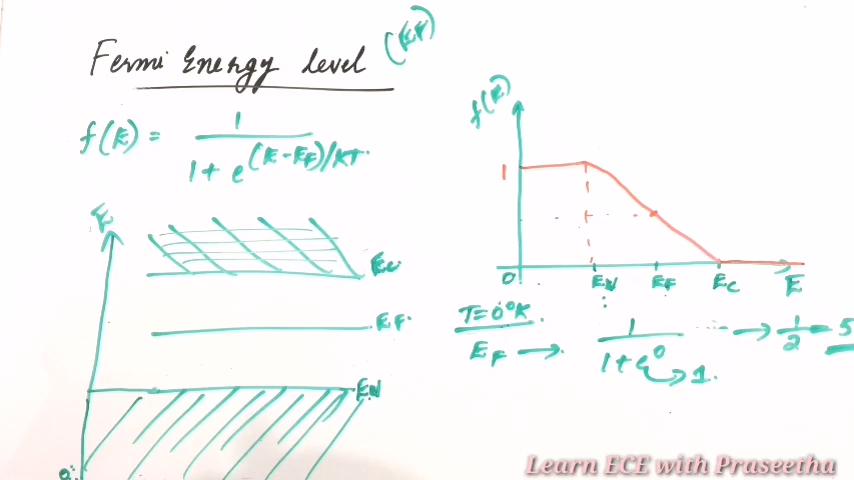 Fermi Energy level (EF)
f(E) = 1 / 1 + e^(E-EF)/KT
E
Ec
EF
EV
0
f(E)
1
0 EV EF EC E
T=0°K
EF → 1 / 1 + e^0 → 1/2 = 5
→ 1.
Learn ECE with Praseetha